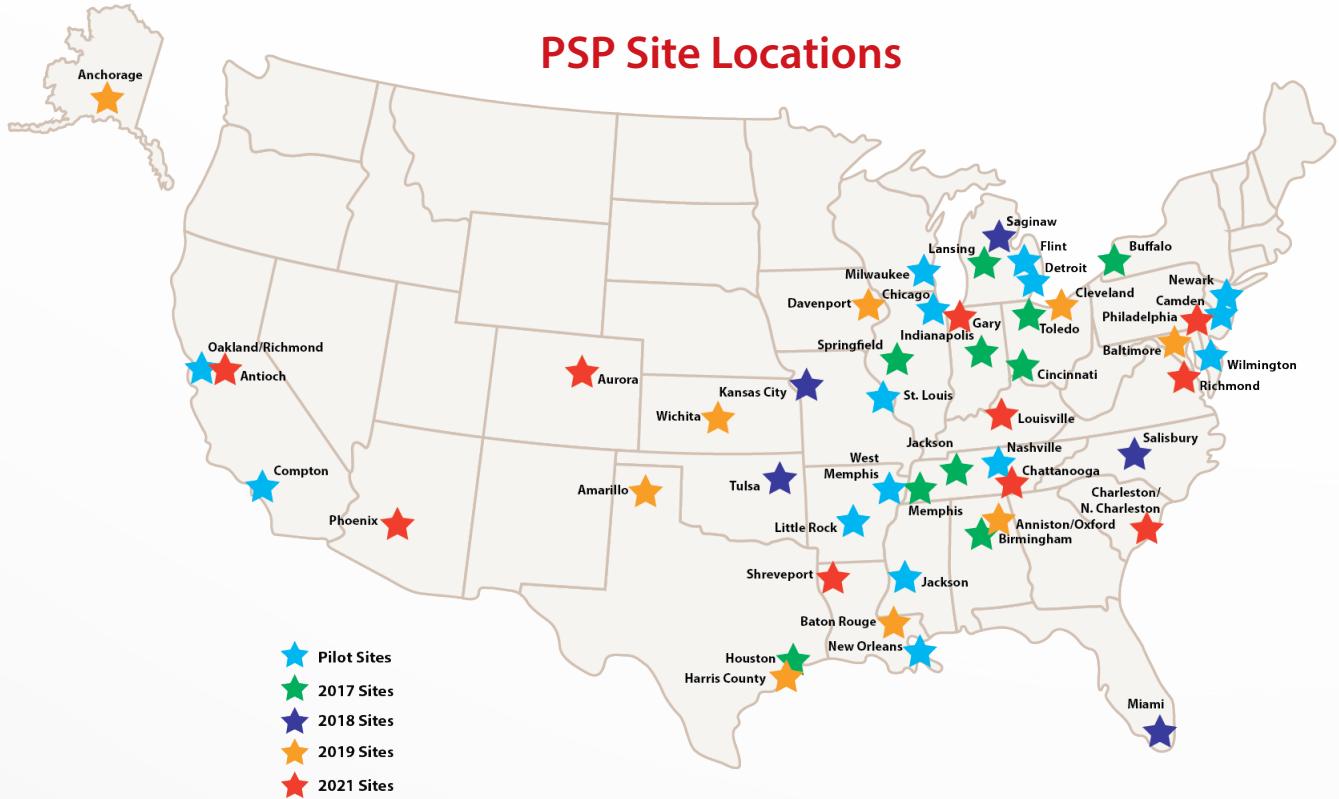 PSP Site Locations
Anchorage
Saginaw
Lansing
Flint
Buffalo
Detroit
Milwaukee
Newark
Chicago
Cleveland
Davenport
Camden
Philadelphia
Gary
Toledo
Indianapolis
Springfield
Oakland/Richmond
Baltimore
Wilmington
Antioch
Aurora
Cincinnati
Richmond
Kansas City
St. Louis
Wichita
Louisville
Jackson
Nashville
Salisbury
West
Memphis
Compton
Chattanooga
Tulsa
Amarillo
Charleston/
N. Charleston
Memphis
Phoenix
Little Rock
Anniston/Oxford
Birmingham
Shreveport
Jackson
Baton Rouge
New Orleans
Houston
Harris County
Miami
Pilot Sites
2017 Sites
2018 Sites
2019 Sites
2021 Sites